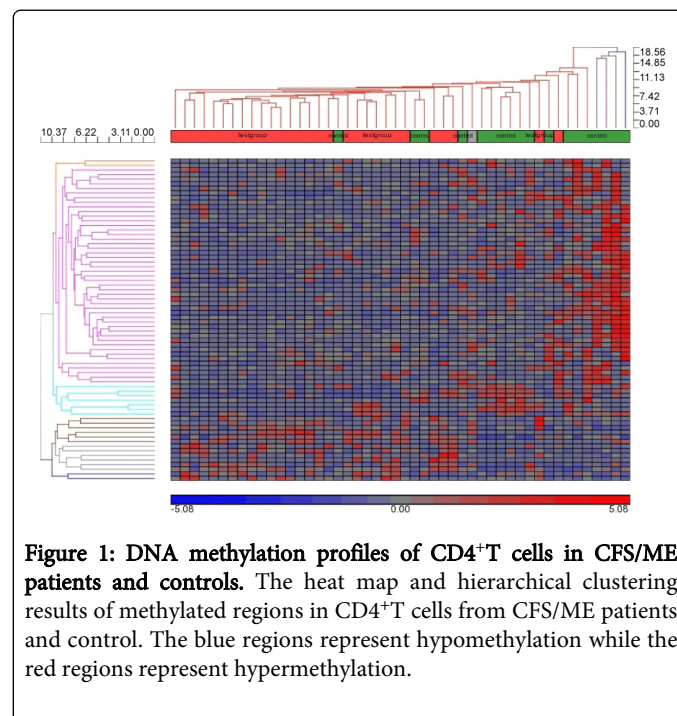 18.56
14.85
11.13
7.42
3.71
0.00
10.37 6.22 3.11 0.00
Testgroup control Testgroup control control control Testgroup control
-5.08 0.00 5.08
Figure 1: DNA methylation profiles of CD4+T cells in CFS/ME
patients and controls. The heat map and hierarchical clustering
results of methylated regions in CD4+T cells from CFS/ME patients
and control. The blue regions represent hypomethylation while the
red regions represent hypermethylation.